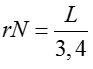 rN = L / 3,4